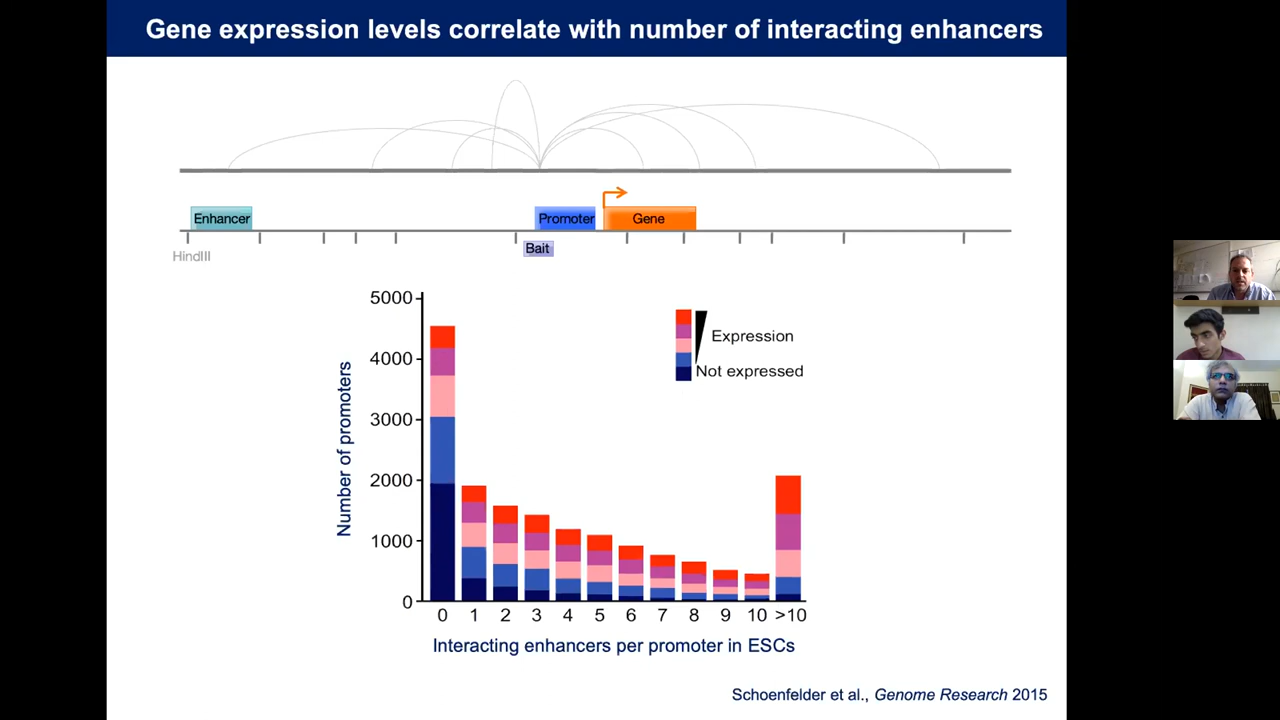 Gene expression levels correlate with number of interacting enhancers
Enhancer
Promoter
Gene
Bait
HindIII
5000
4000
3000
2000
1000
0
Number of promoters
Expression
Not expressed
0 1 2 3 4 5 6 7 8 9 10 >10
Interacting enhancers per promoter in ESCs
Schoenfelder et al., Genome Research 2015